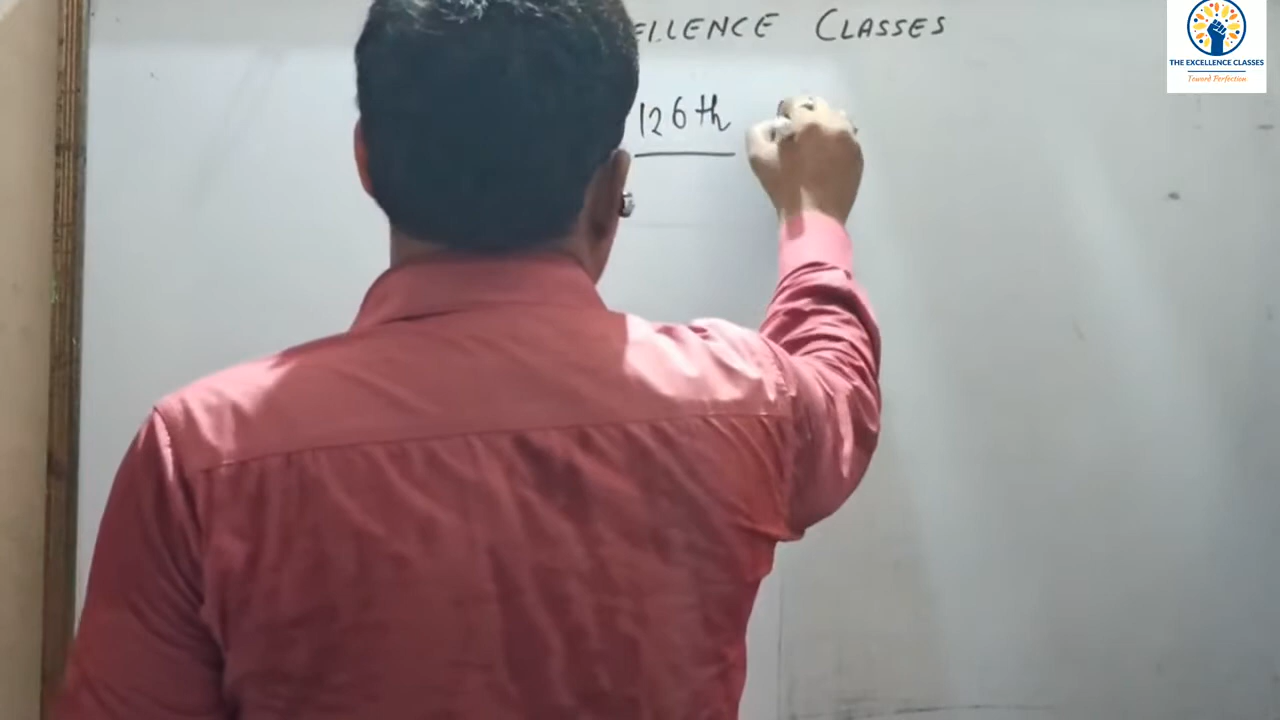 ELLENCE CLASSES
126th
THE EXCELLENCE CLASSES
Toward Perfection